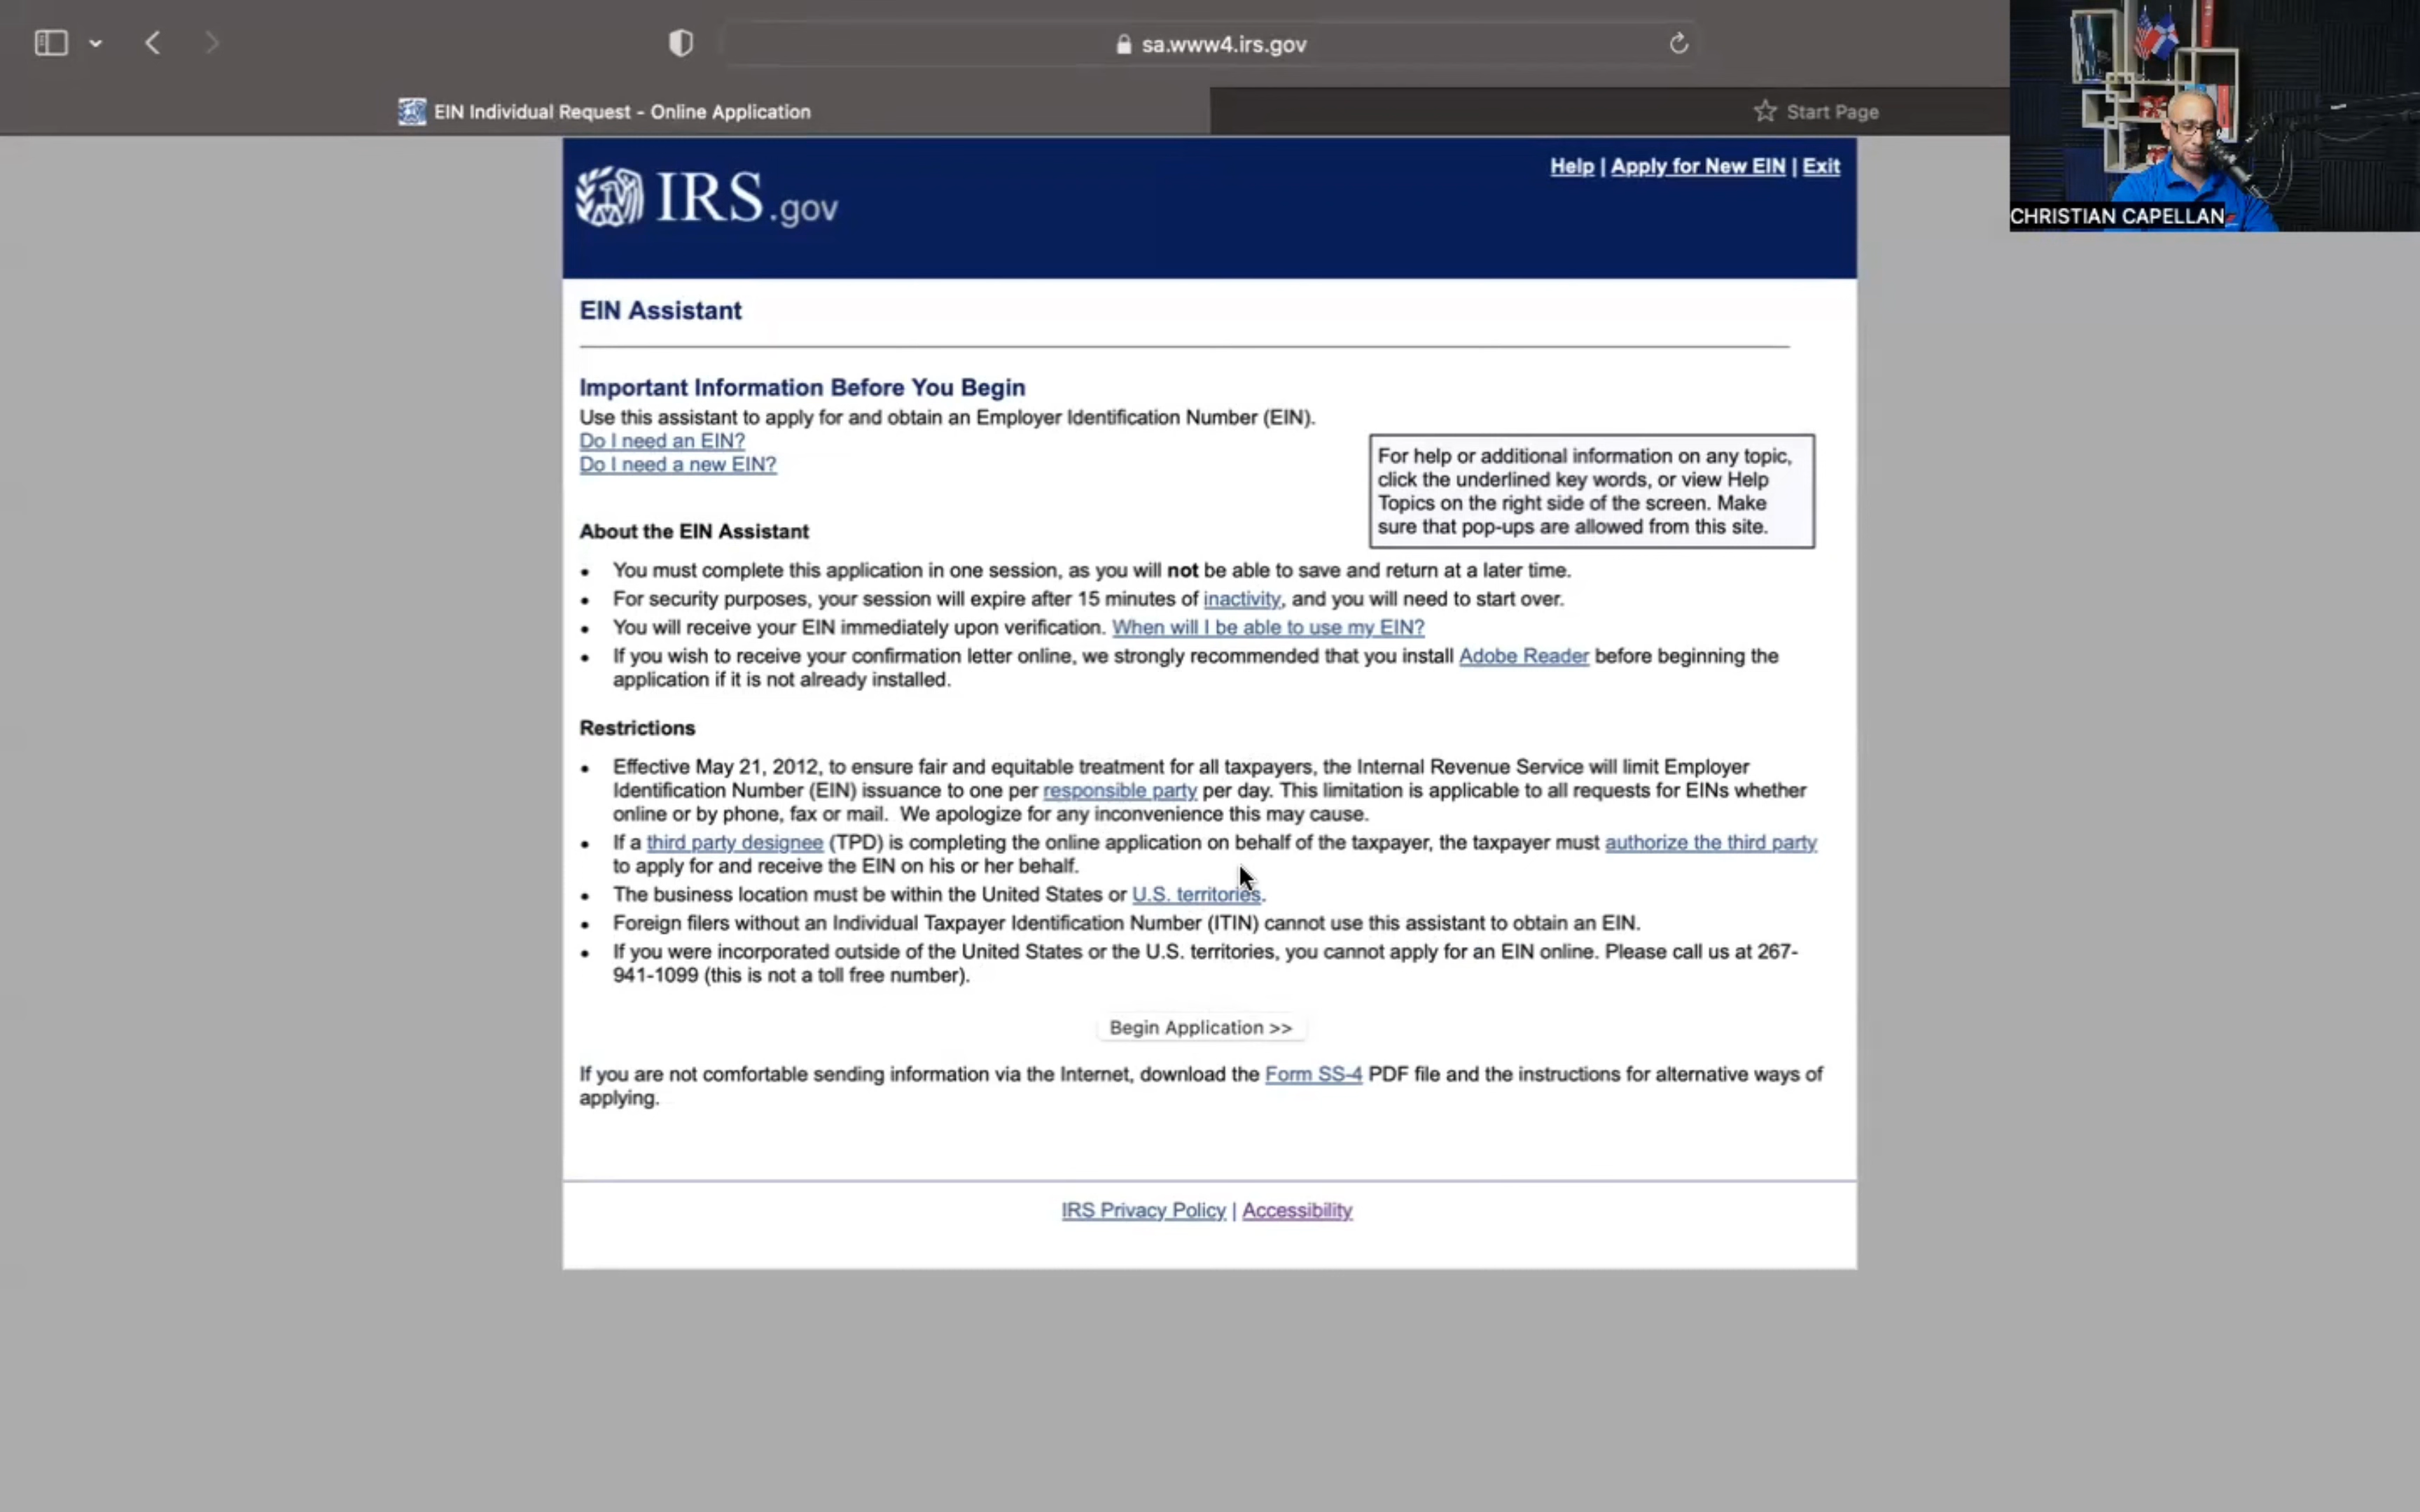 sa.www4.irs.gov
EIN Individual Request - Online Application
Start Page
CHRISTIAN CAPELLAN
IRS.gov
Help | Apply for New EIN | Exit
EIN Assistant
Important Information Before You Begin
Use this assistant to apply for and obtain an Employer Identification Number (EIN).
Do I need an EIN?
Do I need a new EIN?
For help or additional information on any topic,
click the underlined key words, or view Help
Topics on the right side of the screen. Make
sure that pop-ups are allowed from this site.
About the EIN Assistant
• You must complete this application in one session, as you will not be able to save and return at a later time.
• For security purposes, your session will expire after 15 minutes of inactivity, and you will need to start over.
• You will receive your EIN immediately upon verification. When will I be able to use my EIN?
• If you wish to receive your confirmation letter online, we strongly recommended that you install Adobe Reader before beginning the
application if it is not already installed.
Restrictions
• Effective May 21, 2012, to ensure fair and equitable treatment for all taxpayers, the Internal Revenue Service will limit Employer
Identification Number (EIN) issuance to one per responsible party per day. This limitation is applicable to all requests for EINs whether
online or by phone, fax or mail.  We apologize for any inconvenience this may cause.
• If a third party designee (TPD) is completing the online application on behalf of the taxpayer, the taxpayer must authorize the third party
to apply for and receive the EIN on his or her behalf.
• The business location must be within the United States or U.S. territories.
• Foreign filers without an Individual Taxpayer Identification Number (ITIN) cannot use this assistant to obtain an EIN.
• If you were incorporated outside of the United States or the U.S. territories, you cannot apply for an EIN online. Please call us at 267-
941-1099 (this is not a toll free number).
Begin Application >>
If you are not comfortable sending information via the Internet, download the Form SS-4 PDF file and the instructions for alternative ways of
applying.
IRS Privacy Policy | Accessibility